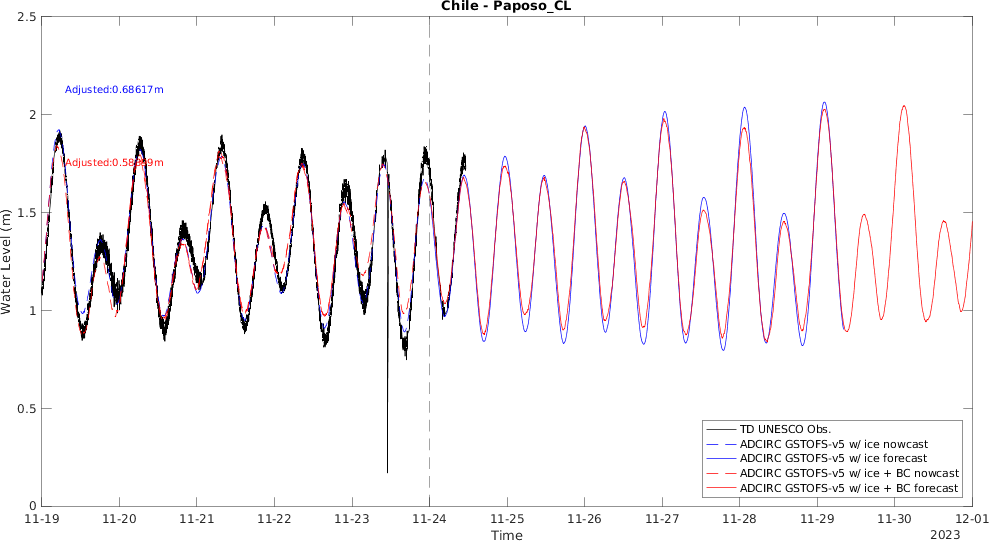 Chile - Paposo_CL
2.5
2
1.5
1
0.5
0
Water Level (m)
Adjusted:0.68617m
TD UNESCO Obs.
ADCIRC GSTOFS-v5 w/ ice nowcast
ADCIRC GSTOFS-v5 w/ ice forecast
ADCIRC GSTOFS-v5 w/ ice + BC nowcast
ADCIRC GSTOFS-v5 w/ ice + BC forecast
11-19 11-20 11-21 11-22 11-23 11-24 11-25 11-26 11-27 11-28 11-29 11-30 12-01
Time
2023